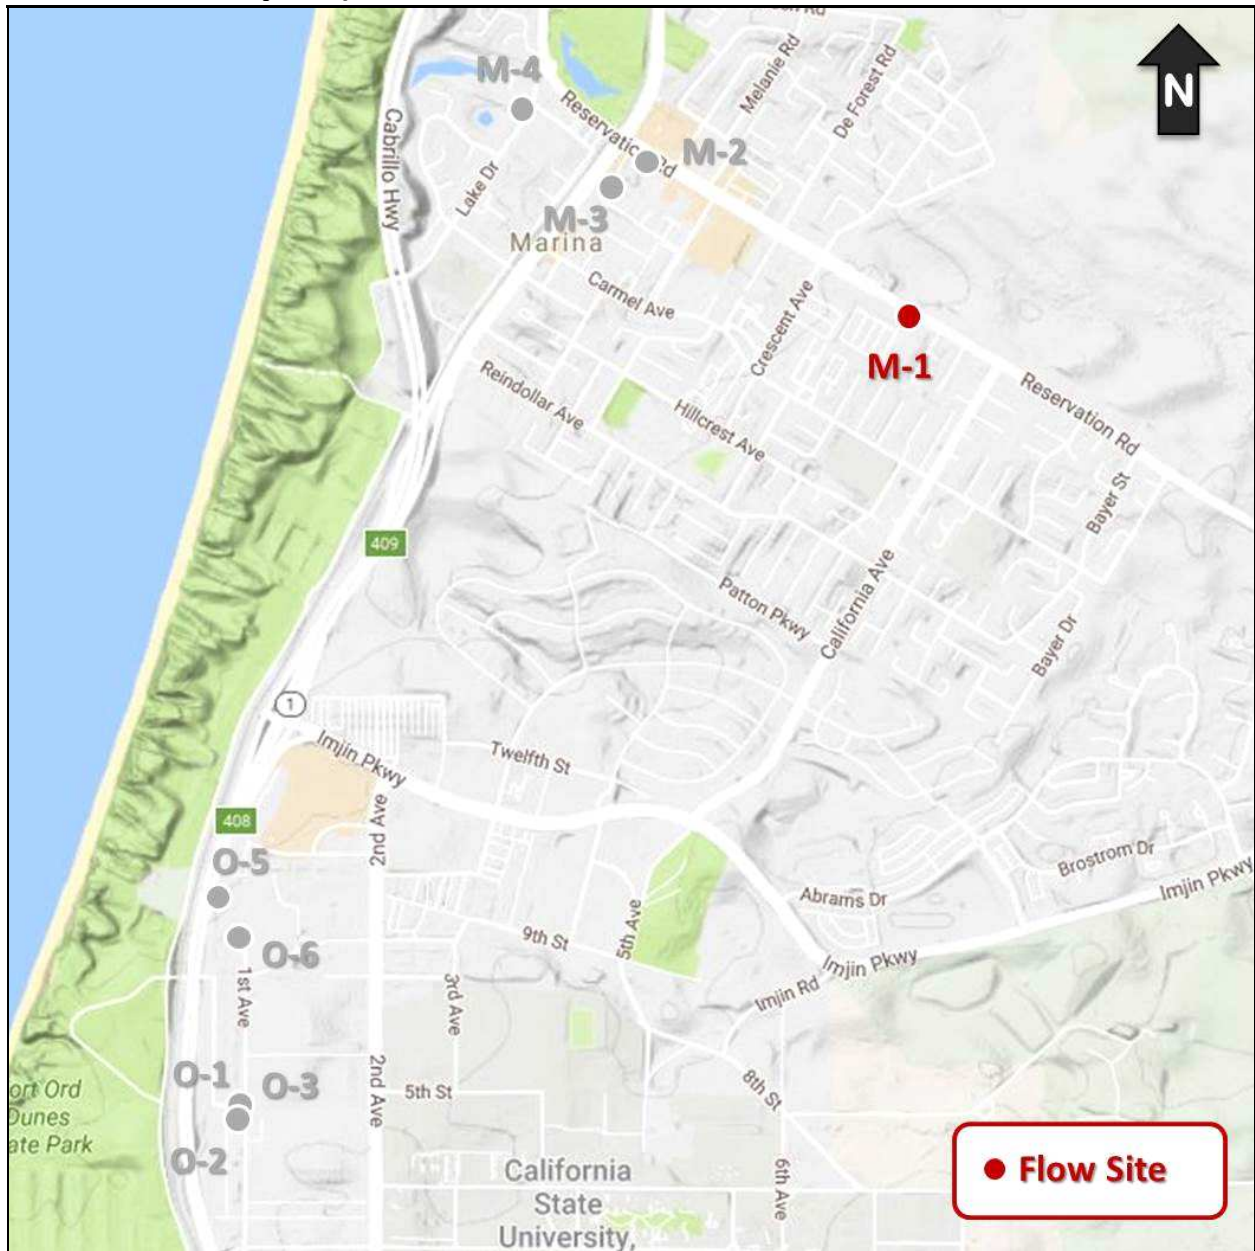 Rd
N
M-4
Melanie Rd
De Forest Rd
Cabrillo Hwy
Reservation Rd
M-2
Lake Dr
M-3
Marina
Carmel Ave
Crescent Ave
M-1
Reindollar Ave
Hillcrest Ave
Reservation Rd
Bayer St
409
Patton Pkwy
California Ave
Bayer Dr
1
Imjin Pkwy
Twelfth St
2nd Ave
408
O-5
Brostrom Dr
Abrams Dr
Imjin Pkwy
5th Ave
9th St
O-6
Imjin Pkwy
Imjin Rd
1st Ave
3rd Ave
O-1
O-3
2nd Ave
5th St
8th St
ort Ord
Dunes
ate Park
O-2
6th Ave
California
State
University,
Flow Site